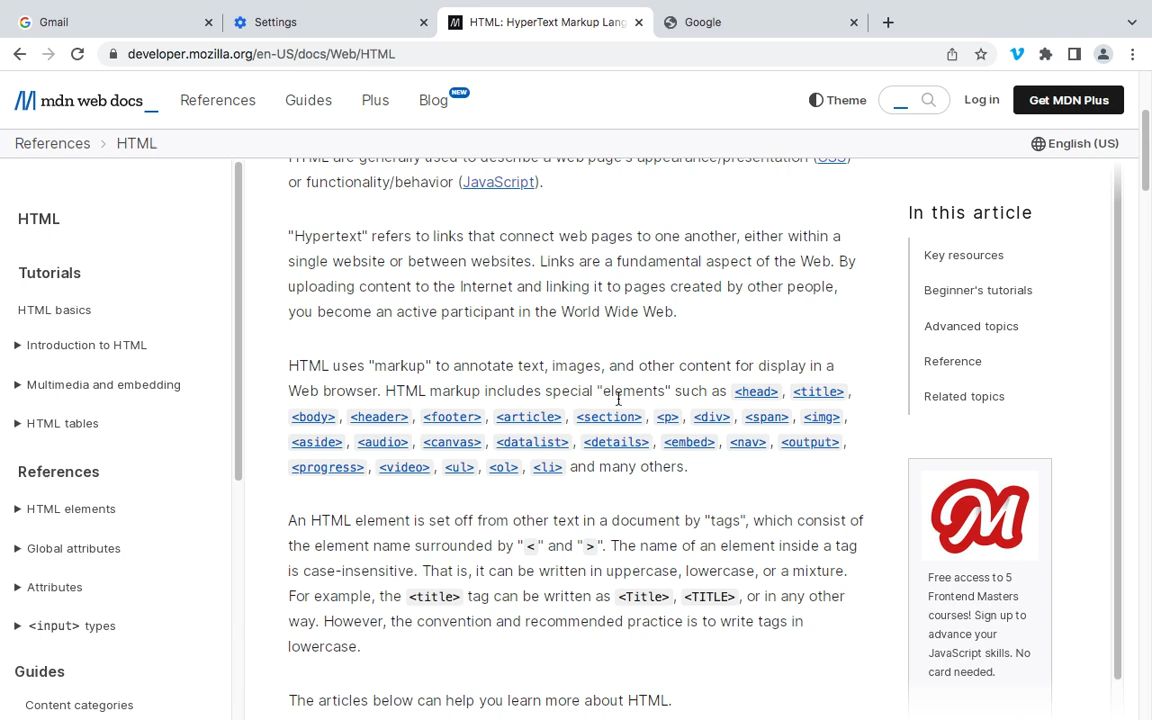 Gmail
Settings
HTML: HyperText Markup Lang
Google
developer.mozilla.org/en-US/docs/Web/HTML
mdn web docs_
References
Guides
Plus
Blog
NEW
Theme
Log in
Get MDN Plus
References > HTML
English (US)
HTML
Tutorials
HTML basics
Introduction to HTML
Multimedia and embedding
HTML tables
References
HTML elements
Global attributes
Attributes
<input> types
Guides
Content categories
HTML are generally used to describe a web page's appearance/presentation (CSS)
or functionality/behavior (JavaScript).
"Hypertext" refers to links that connect web pages to one another, either within a
single website or between websites. Links are a fundamental aspect of the Web. By
uploading content to the Internet and linking it to pages created by other people,
you become an active participant in the World Wide Web.
HTML uses "markup" to annotate text, images, and other content for display in a
Web browser. HTML markup includes special "elements" such as <head>, <title>,
<body>, <header>, <footer>, <article>, <section>, <p>, <div>, <span>, <img>,
<aside>, <audio>, <canvas>, <datalist>, <details>, <embed>, <nav>, <output>,
<progress>, <video>, <ul>, <ol>, <li> and many others.
An HTML element is set off from other text in a document by "tags", which consist of
the element name surrounded by "<" and ">". The name of an element inside a tag
is case-insensitive. That is, it can be written in uppercase, lowercase, or a mixture.
For example, the <title> tag can be written as <Title>, <TITLE>, or in any other
way. However, the convention and recommended practice is to write tags in
lowercase.
The articles below can help you learn more about HTML.
In this article
Key resources
Beginner's tutorials
Advanced topics
Reference
Related topics
M
Free access to 5
Frontend Masters
courses! Sign up to
advance your
JavaScript skills. No
card needed.